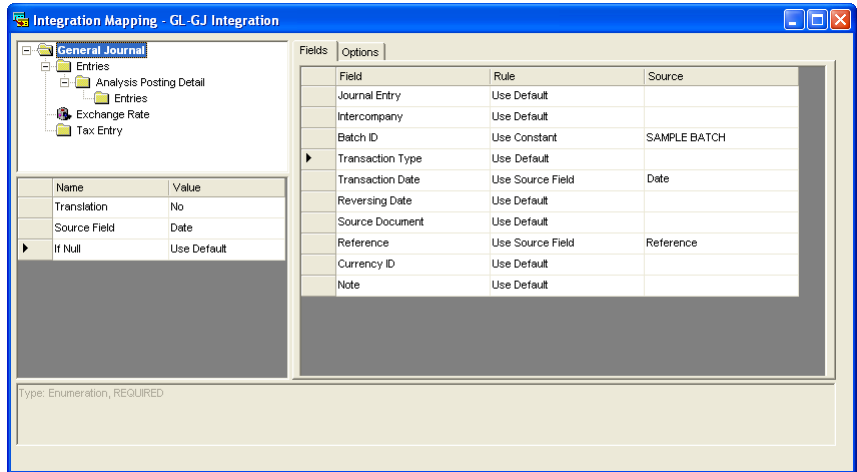 Integration Mapping - GL-GJ Integration
General Journal
Entries
Analysis Posting Detail
Entries
Exchange Rate
Tax Entry
Name Value
Translation No
Source Field Date
If Null Use Default
Fields Options
Field Rule Source
Journal Entry Use Default
Intercompany Use Default
Batch ID Use Constant SAMPLE BATCH
Transaction Type Use Default
Transaction Date Use Source Field Date
Reversing Date Use Default
Source Document Use Default
Reference Use Source Field Reference
Currency ID Use Default
Note Use Default
Type: Enumeration, REQUIRED